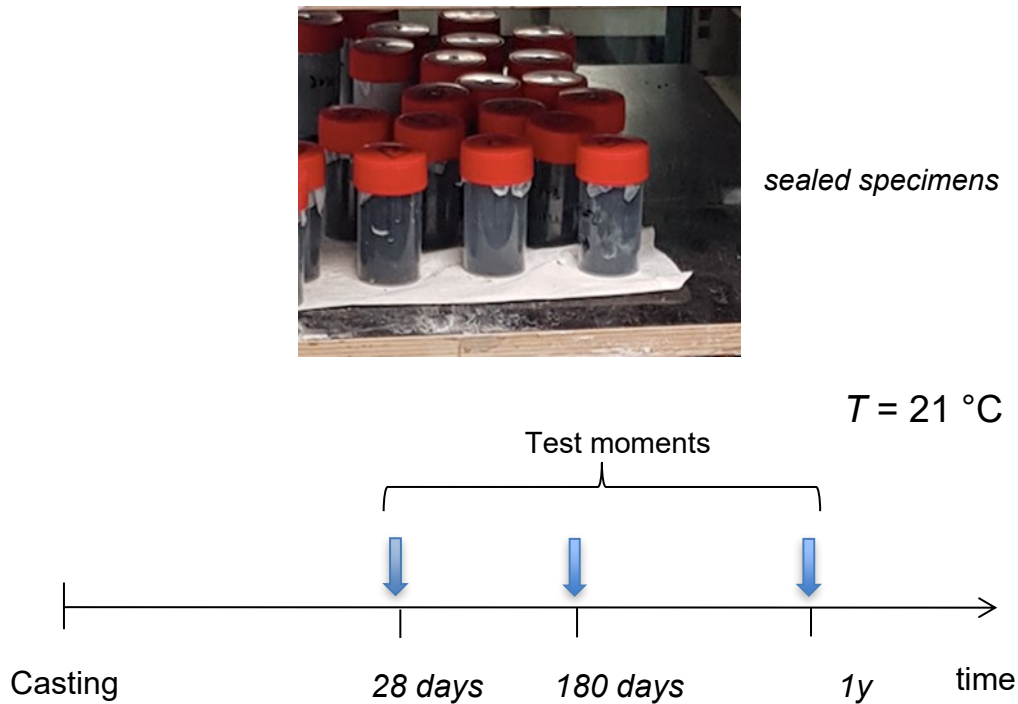 sealed specimens
T = 21 °C
Test moments
Casting
28 days
180 days
1y
time